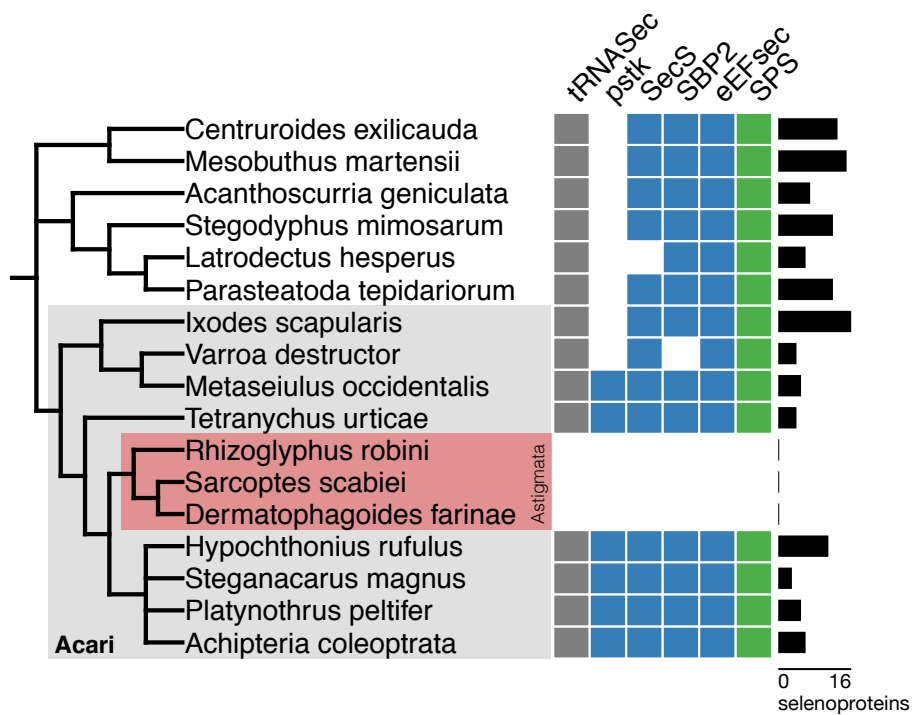 tRNASec
pstk
SecS
SBP2
eEFsec
SPS
Centruroides exilicauda
Mesobuthus martensii
Acanthoscurria geniculata
Stegodyphus mimosarum
Latrodectus hesperus
Parasteatoda tepidariorum
Ixodes scapularis
Varroa destructor
Metaseiulus occidentalis
Tetranychus urticae
Rhizoglyphus robini
Sarcoptes scabiei
Dermatophagoides farinae
Astigmata
Hypochthonius rufulus
Steganacarus magnus
Platynothrus peltifer
Achipteria coleoptrata
Acari
0 16
selenoproteins